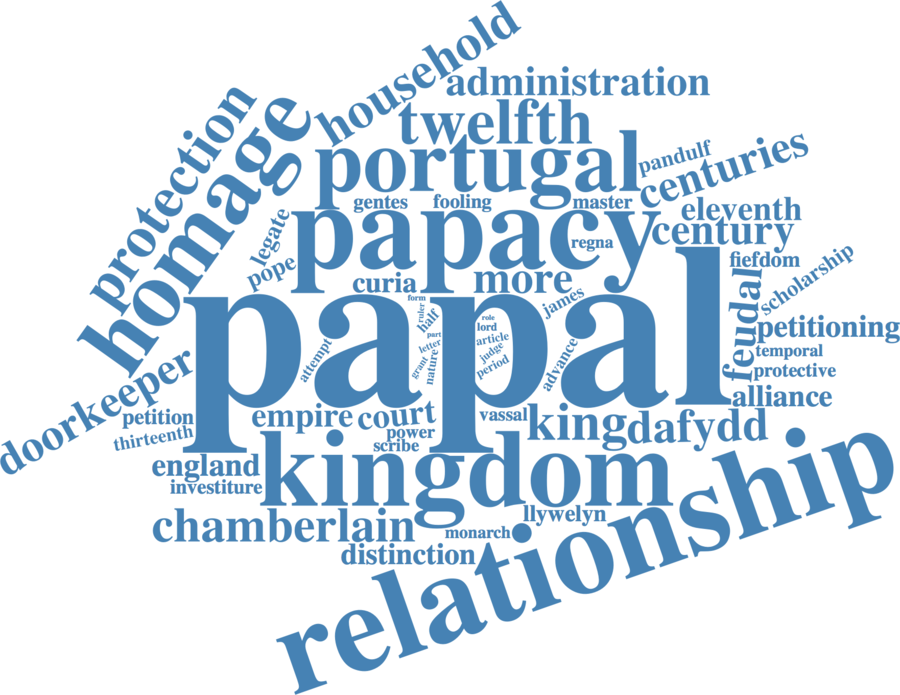 household
administration
protection
homage
twelfth
portugal
pandulf
centuries
gentes
fooling
master
eleventh
legate
papacy
regna
century
pope
curia
more
fiefdom
scholarship
james
feudal
papal
form
ruler
half
part
letter
grant
nature
role
lord
article
judge
period
attempt
advance
petitioning
temporal
protective
alliance
doorkeeper
petition
thirteenth
empire
court
power
scribe
vassal
king
dafydd
england
investiture
kingdom
chamberlain
llywelyn
monarch
distinction
relationship